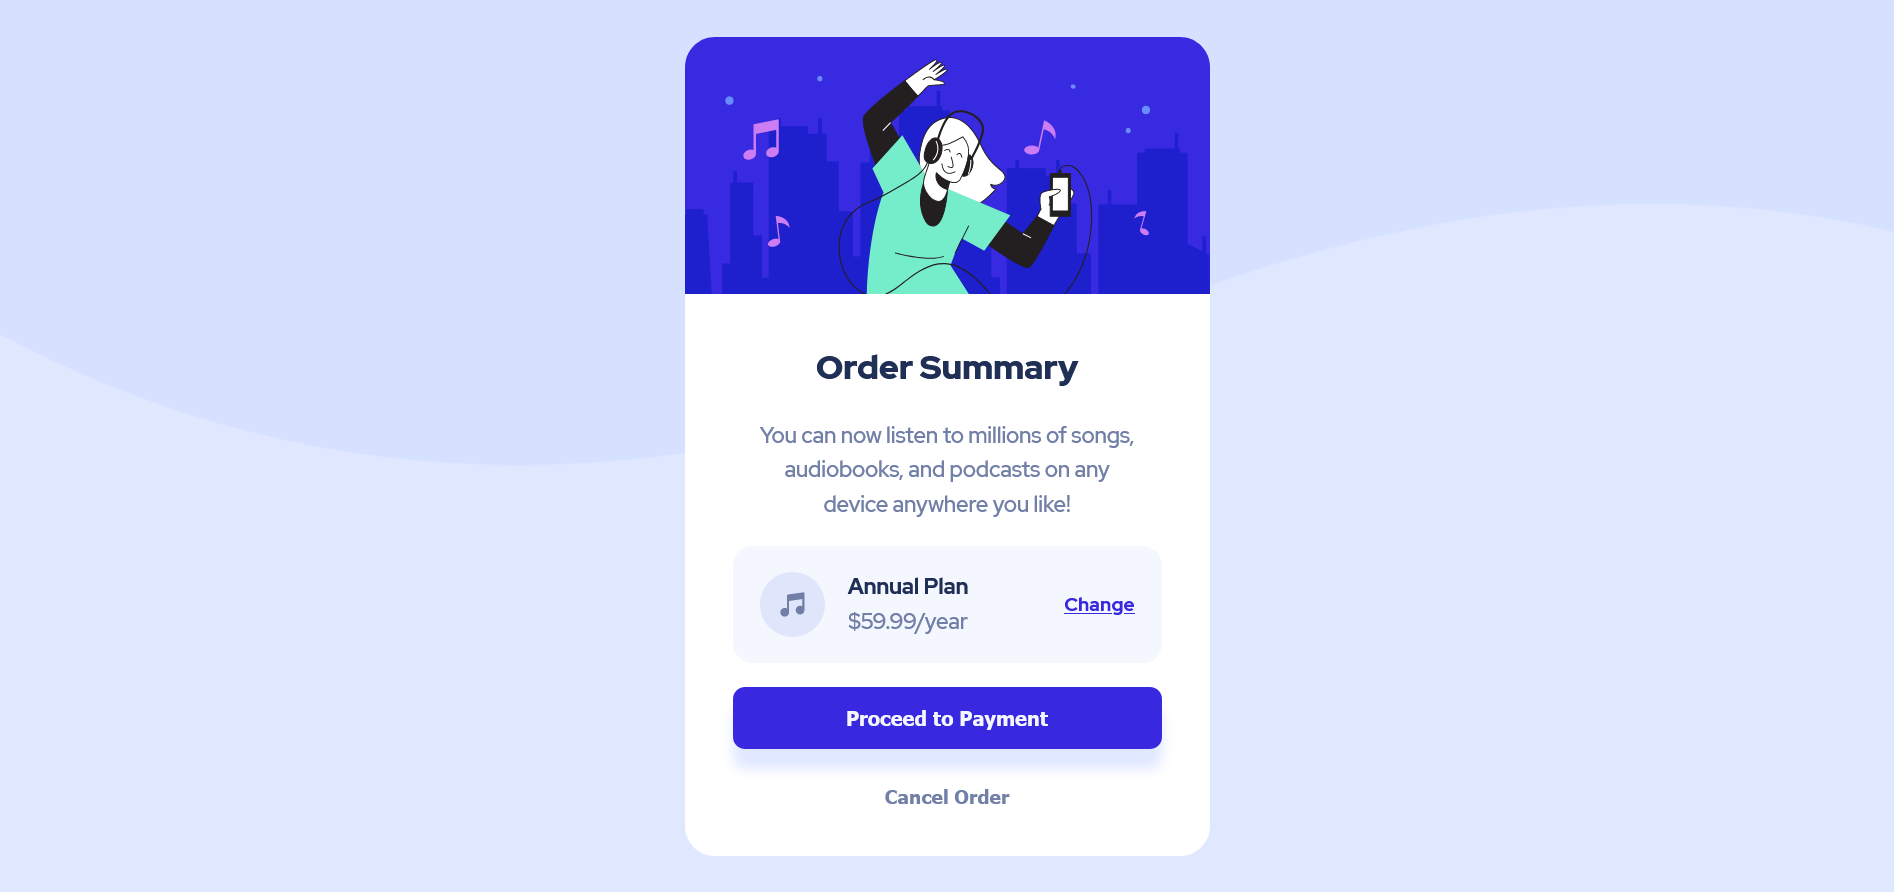 Order Summary
You can now listen to millions of songs,
audiobooks, and podcasts on any
device anywhere you like!
Annual Plan
$59.99/year
Change
Proceed to Payment
Cancel Order